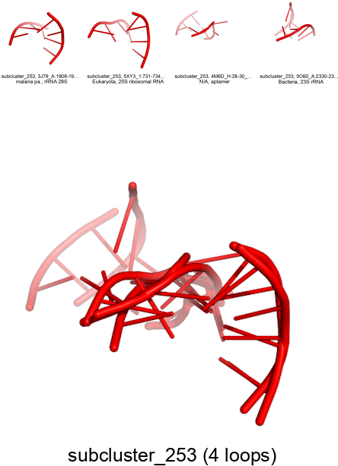 subcluster_253, 3J79_A:1908-19...
malaria pa., rRNA 28S
subcluster_253, 5XY3_1:731-734...
Eukaryota, 25S ribosomal RNA
subcluster_253, 4M6D_H:28-30_...
N/A, aptamer
subcluster_253, 5O60_A:2330-23...
Bacteria, 23S rRNA
subcluster_253 (4 loops)